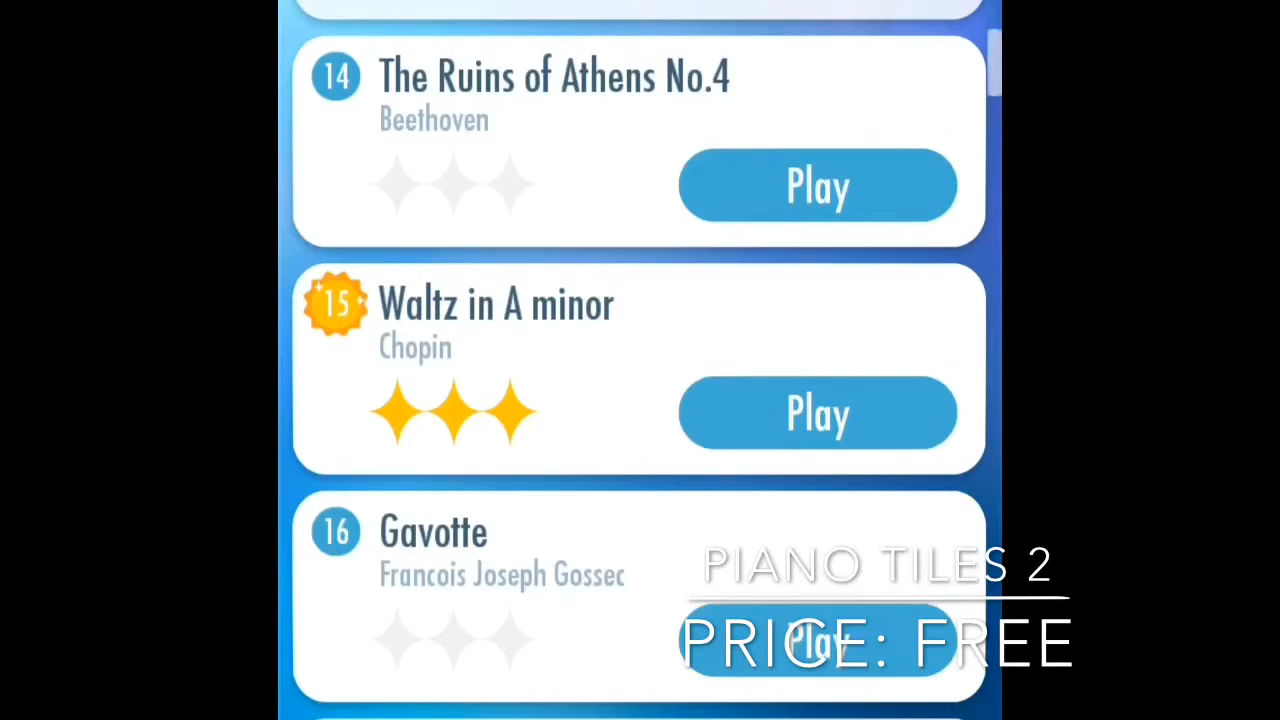 14
The Ruins of Athens No.4
Beethoven
Play
15
Waltz in A minor
Chopin
Play
16
Gavotte
Francois Joseph Gossec
Play
PIANO TILES 2
PRICE: FREE